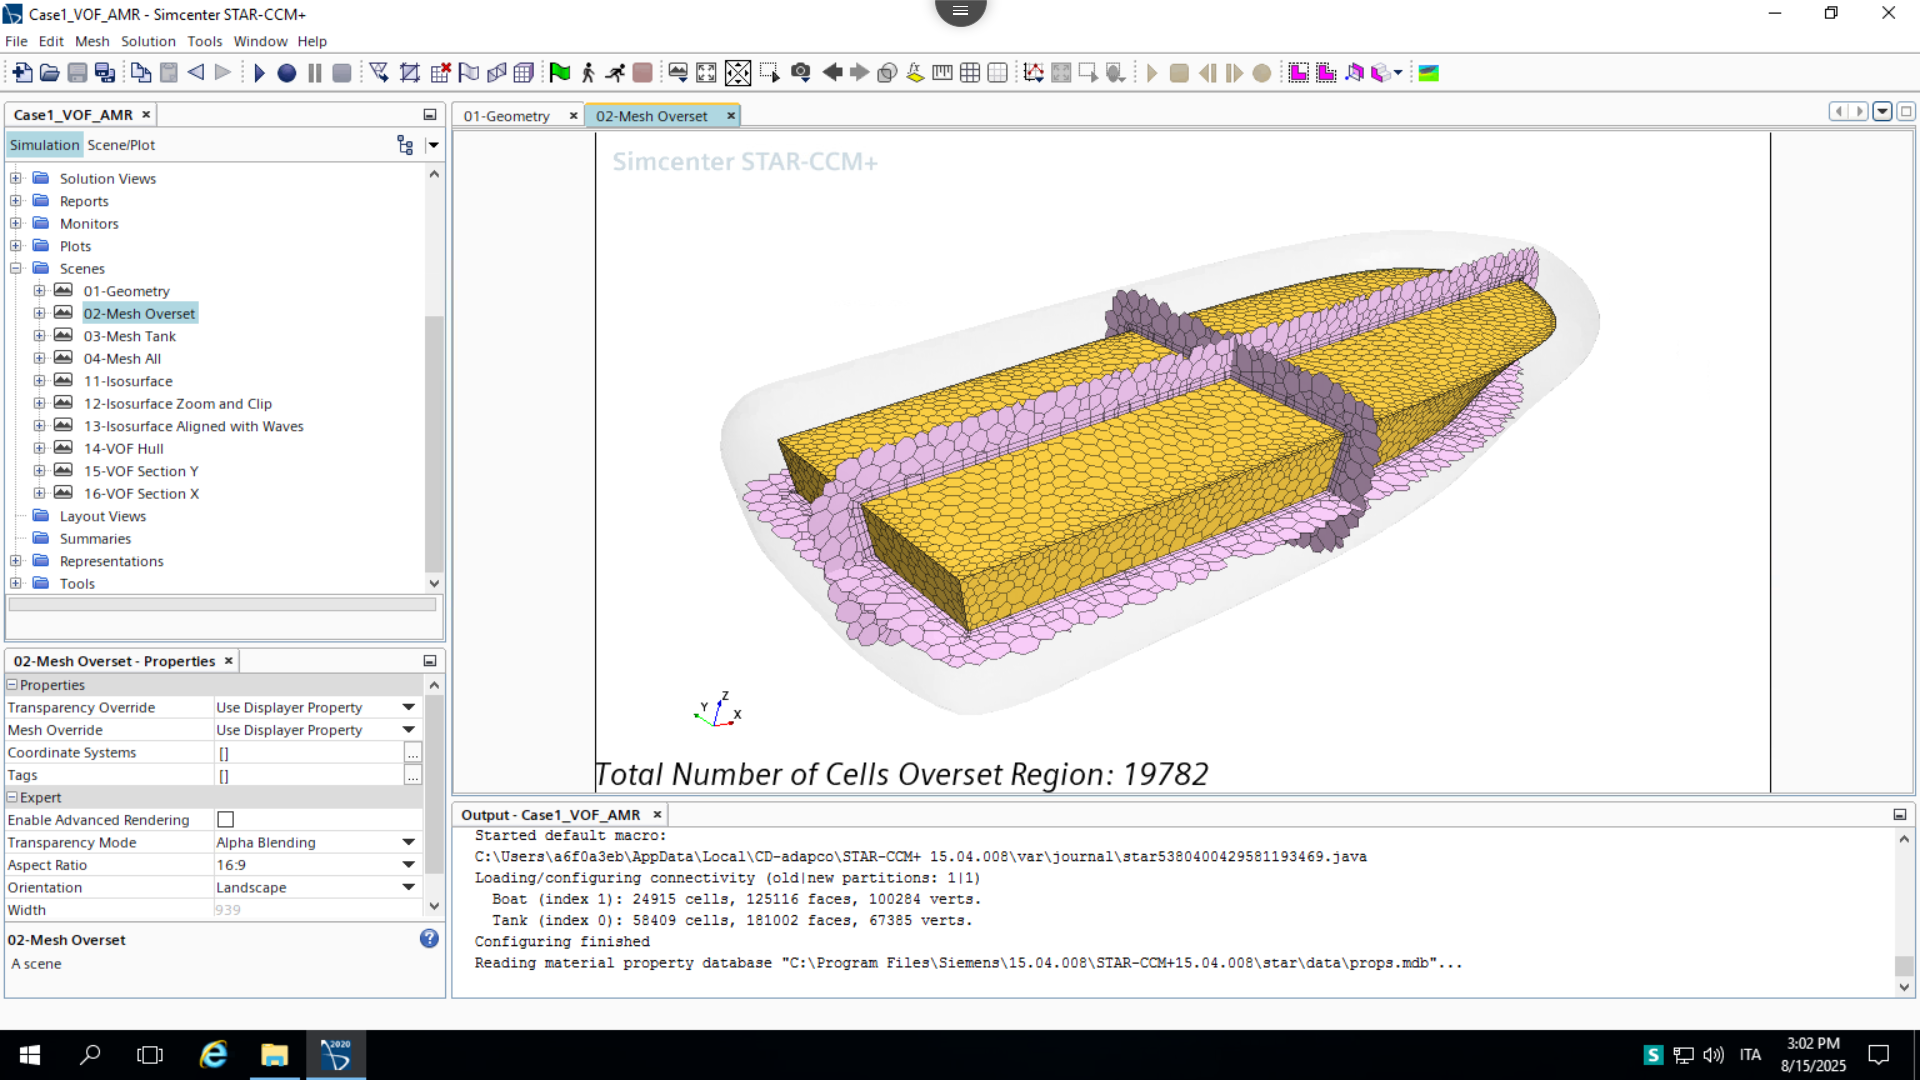 Case1_VOF_AMR - Simcenter STAR-CCM+
File Edit Mesh Solution Tools Window Help
Case1_VOF_AMR
Simulation Scene/Plot
Solution Views
Reports
Monitors
Plots
Scenes
01-Geometry
02-Mesh Overset
03-Mesh Tank
04-Mesh All
11-Isosurface
12-Isosurface Zoom and Clip
13-Isosurface Aligned with Waves
14-VOF Hull
15-VOF Section Y
16-VOF Section X
Layout Views
Summaries
Representations
Tools
02-Mesh Overset - Properties
Properties
Transparency Override Use Displayer Property
Mesh Override Use Displayer Property
Coordinate Systems []
...
Tags []
...
Expert
Enable Advanced Rendering
Transparency Mode Alpha Blending
Aspect Ratio 16:9
Orientation Landscape
Width 939
02-Mesh Overset
?
A scene
01-Geometry
02-Mesh Overset
Simcenter STAR-CCM+
Z
Y
X
Total Number of Cells Overset Region: 19782
Output - Case1_VOF_AMR
Started default macro:
C:\Users\a6f0a3eb\AppData\Local\CD-adapco\STAR-CCM+ 15.04.008\var\journal\star5380400429581193469.java
Loading/configuring connectivity (old|new partitions: 1|1)
Boat (index 1): 24915 cells, 125116 faces, 100284 verts.
Tank (index 0): 58409 cells, 181002 faces, 67385 verts.
Configuring finished
Reading material property database "C:\Program Files\Siemens\15.04.008\STAR-CCM+15.04.008\star\data\props.mdb"...
2020
S
ITA
3:02 PM
8/15/2025